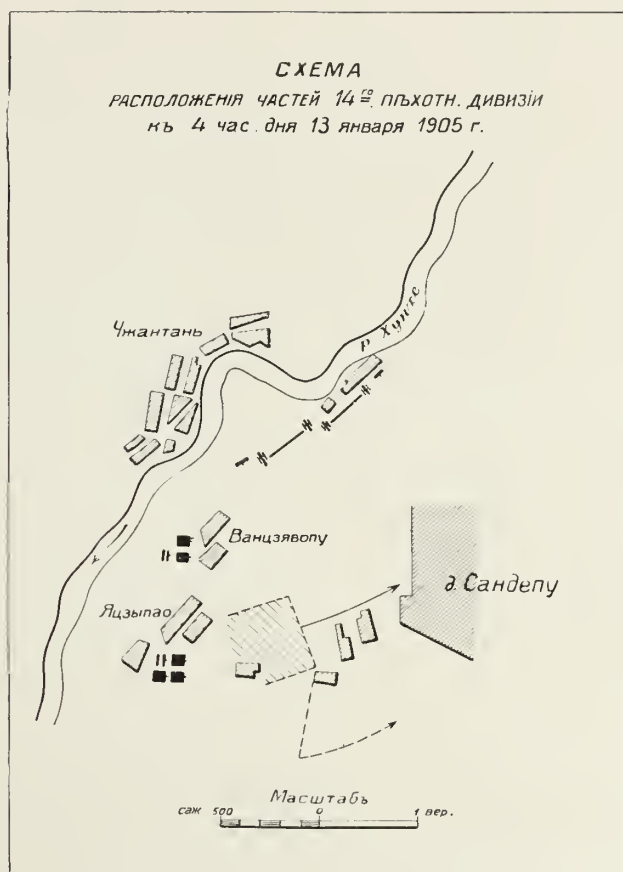 СХЕМА
РАСПОЛОЖЕНІЯ ЧАСТЕЙ 14го ПѢХОТН. ДИВИЗІИ
къ 4 час. дня 13 января 1905 г.
Чжантань
р. Хунхе
Ванцзявопу
Яцзыпао
д. Сандепу
Масштабъ
саж 500 0 1 вер.